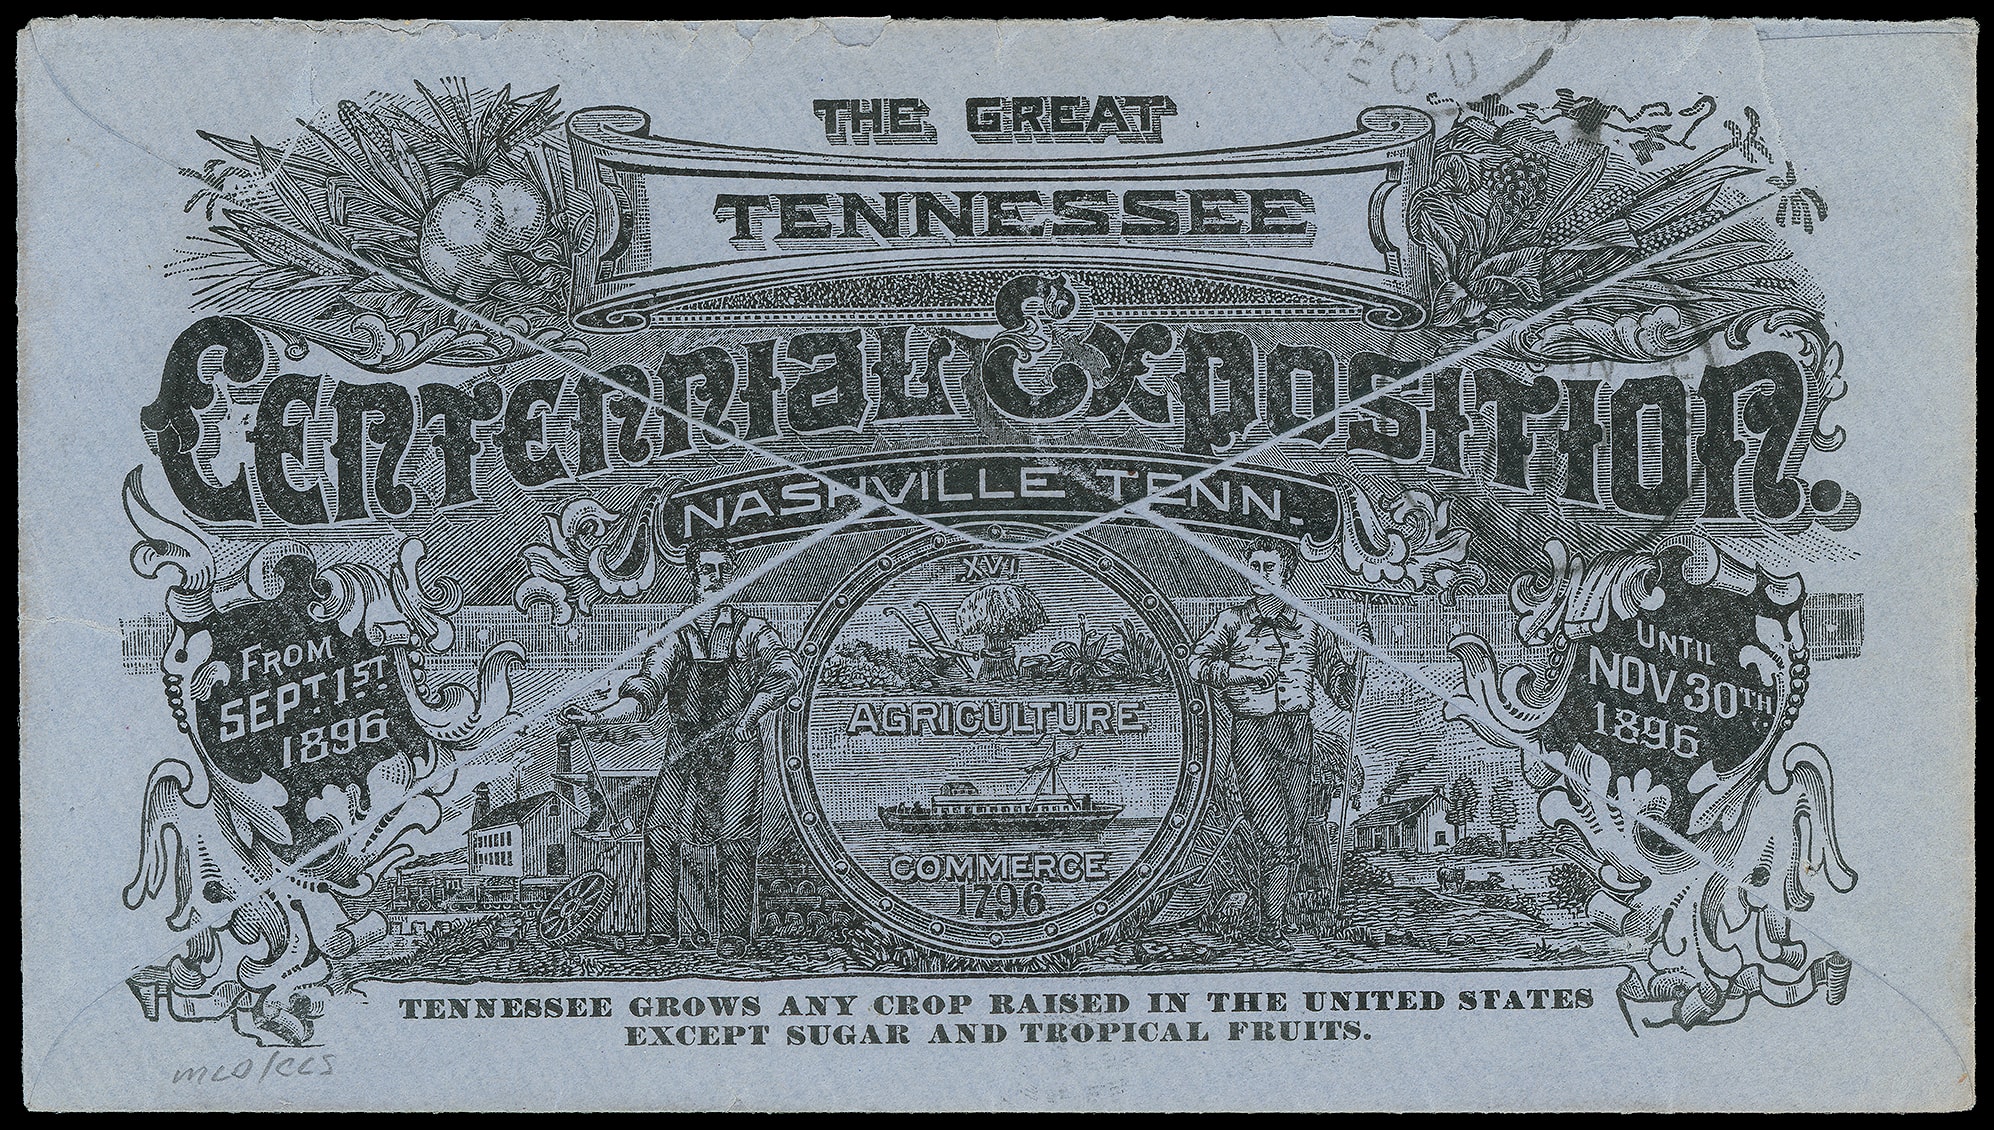 REC'D
THE GREAT
TENNESSEE
CENTENNIAL EXPOSITION.
NASHVILLE TENN.
XVI
AGRICULTURE
COMMERCE
1796
FROM
SEPT. 1ST
1896
UNTIL
NOV 30TH
1896
TENNESSEE GROWS ANY CROP RAISED IN THE UNITED STATES
EXCEPT SUGAR AND TROPICAL FRUITS.